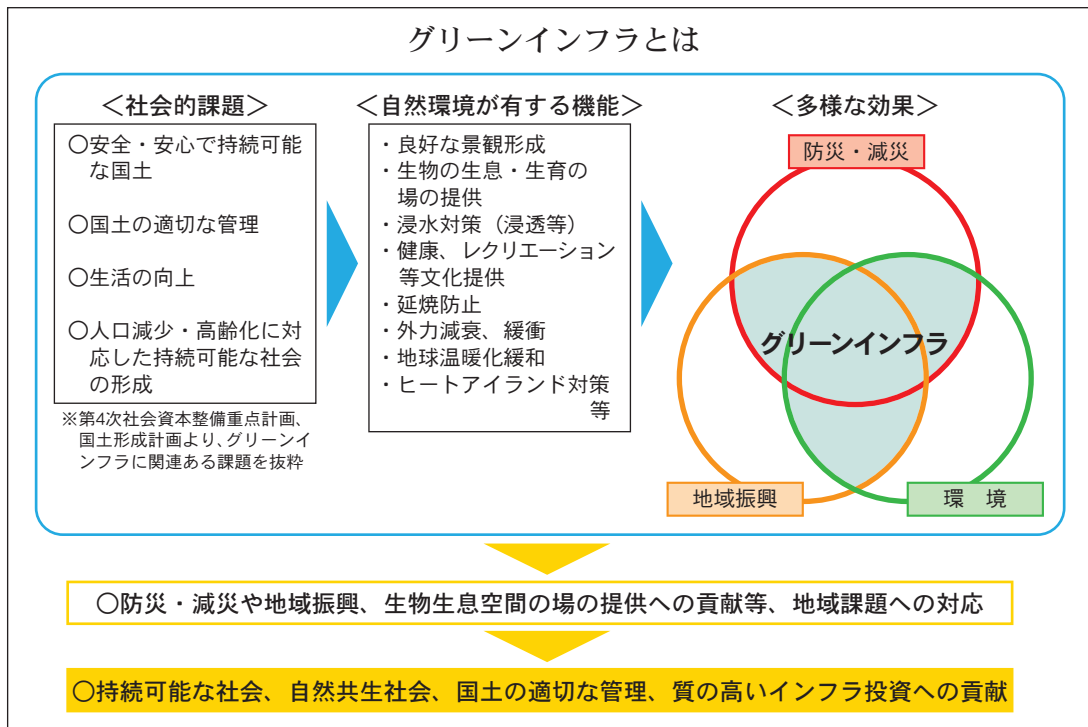 グリーンインフラとは
＜社会的課題＞
○安全・安心で持続可能
な国土
○国土の適切な管理
○生活の向上
○人口減少・高齢化に対
応した持続可能な社会
の形成
※第4次社会資本整備重点計画、
国土形成計画より、グリーンイ
ンフラに関連ある課題を抜粋
＜自然環境が有する機能＞
・良好な景観形成
・生物の生息・生育の
場の提供
・浸水対策（浸透等）
・健康、レクリエーション
等文化提供
・延焼防止
・外力減衰、緩衝
・地球温暖化緩和
・ヒートアイランド対策
等
＜多様な効果＞
防災・減災
グリーンインフラ
地域振興
環　境
○防災・減災や地域振興、生物生息空間の場の提供への貢献等、地域課題への対応
○持続可能な社会、自然共生社会、国土の適切な管理、質の高いインフラ投資への貢献